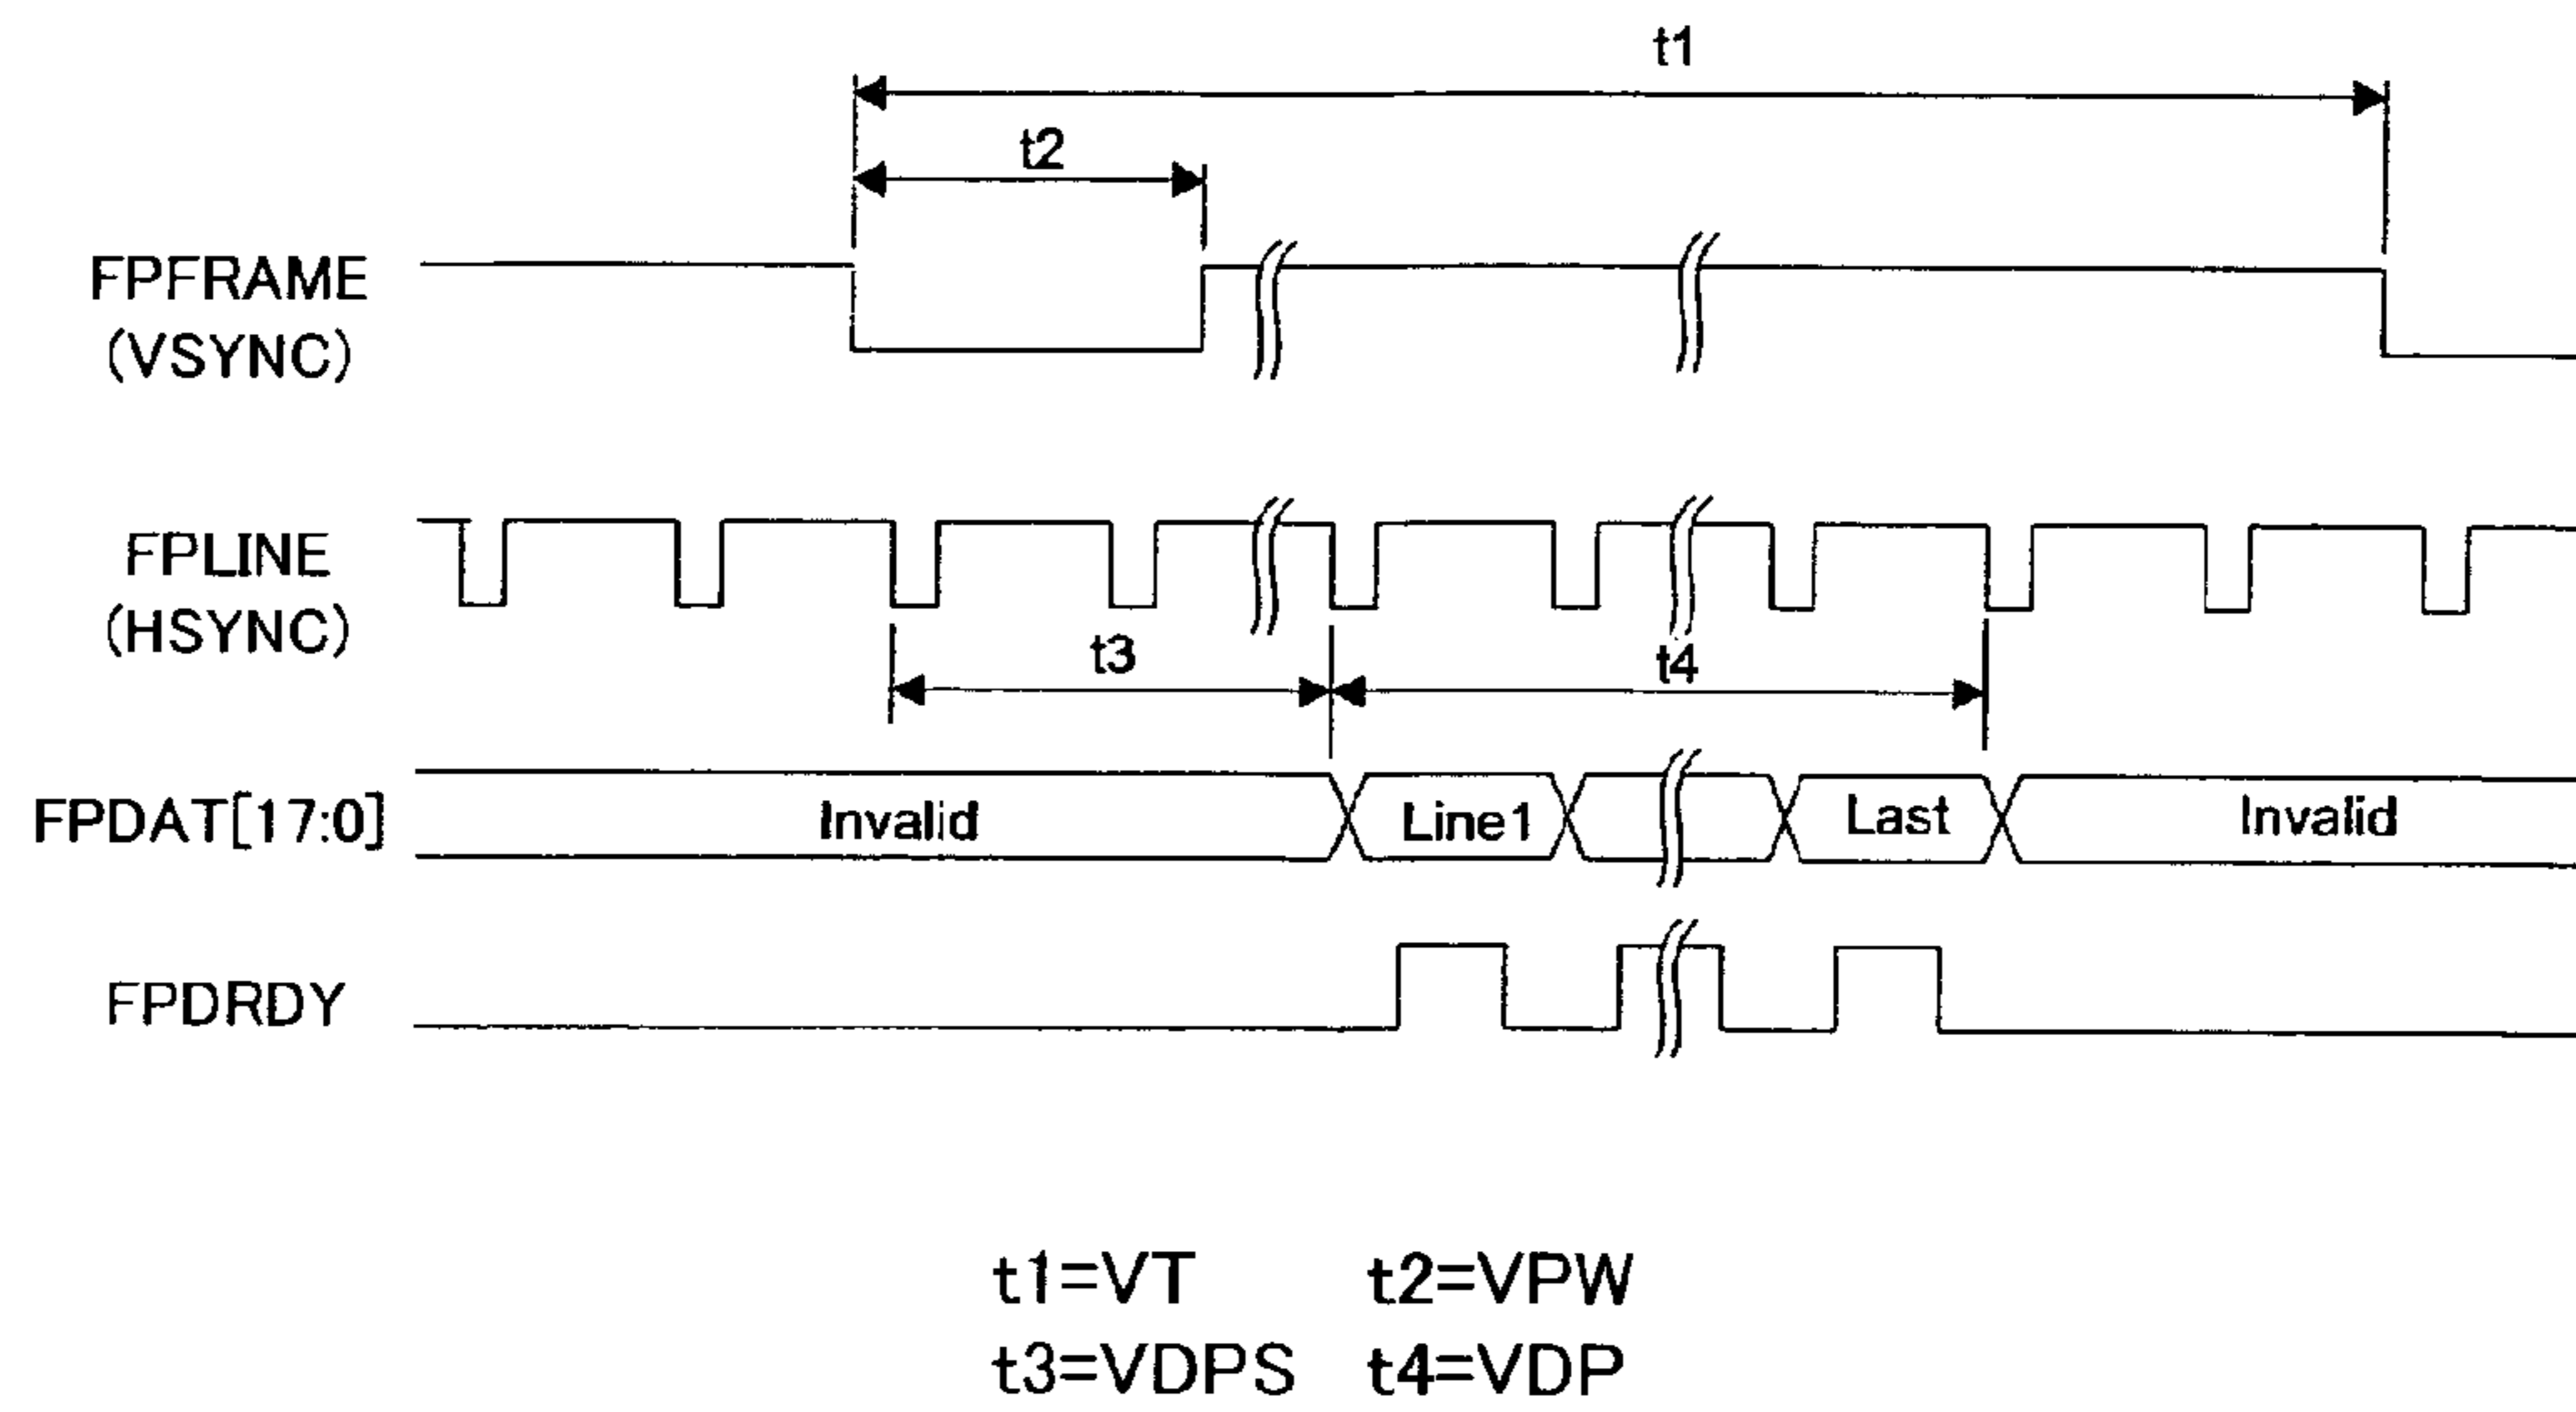 t1
t2
FPFRAME
(VSYNC)
FPLINE
(HSYNC)
t3
t4
FPDAT[17:0]
Invalid
Line1
Last
Invalid
FPDRDY
t1=VT t2=VPW
t3=VDPS t4=VDP